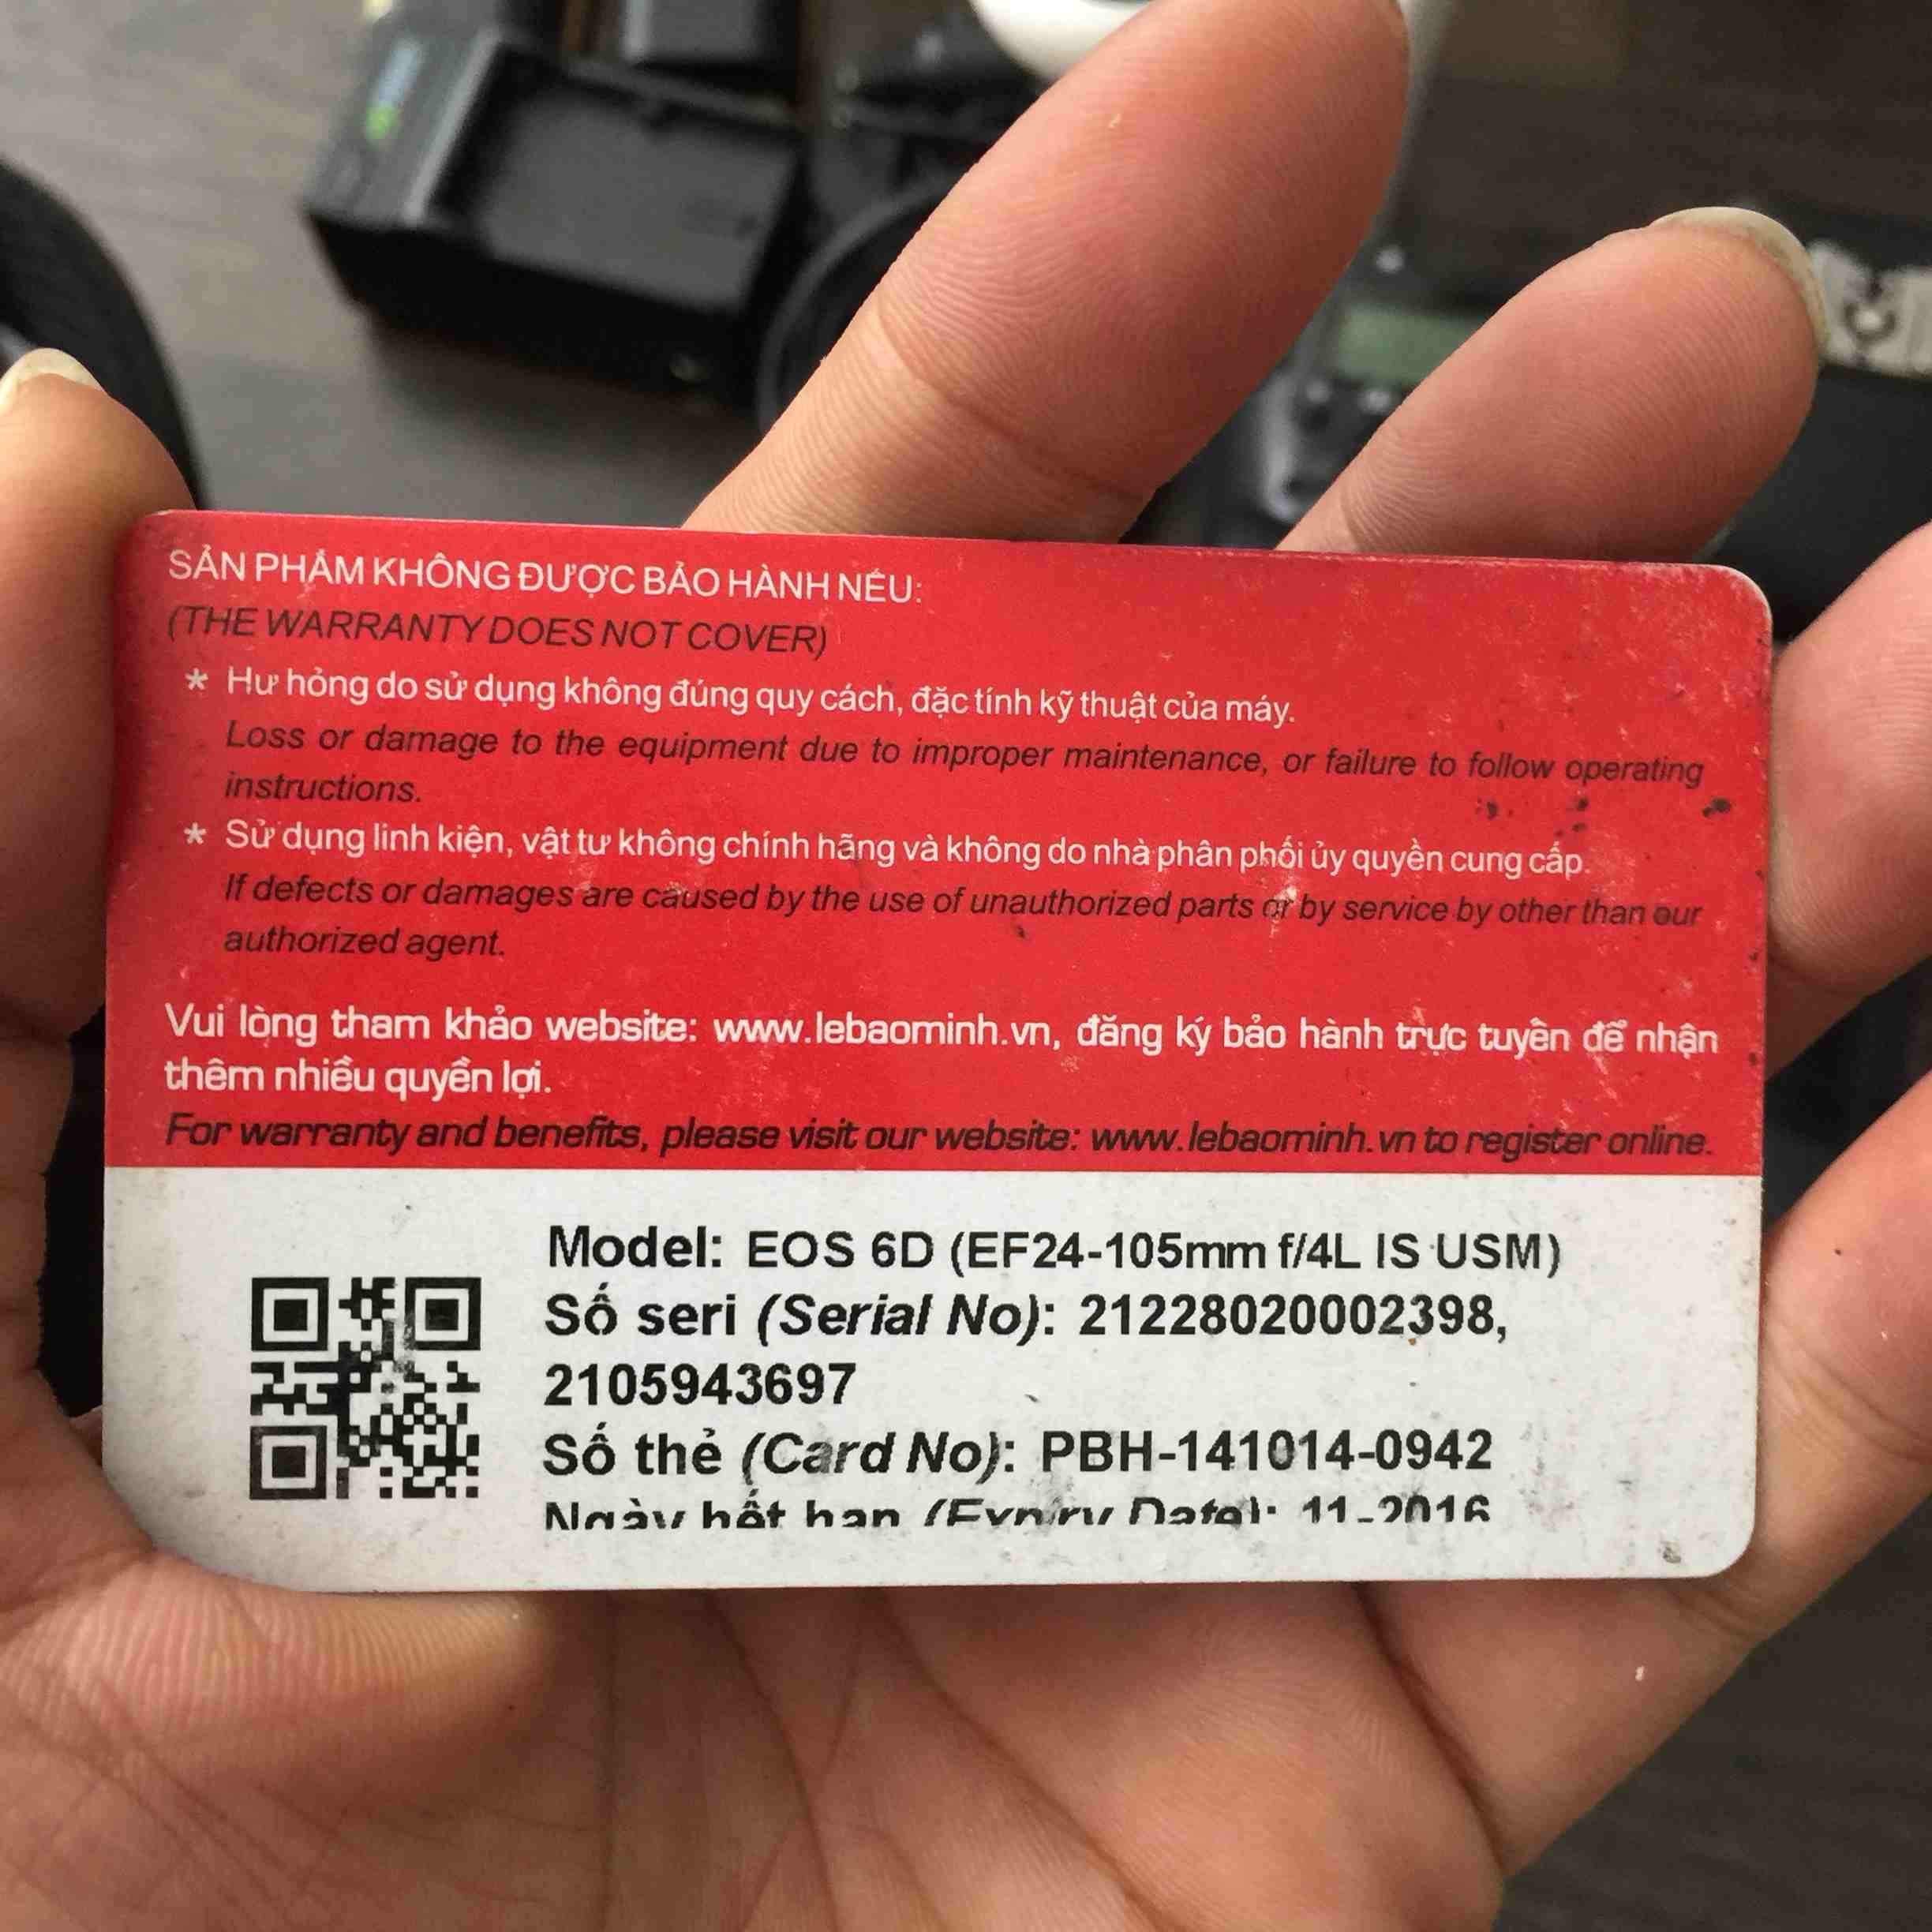 SẢN PHẨM KHÔNG ĐƯỢC BẢO HÀNH NẾU:
(THE WARRANTY DOES NOT COVER)
* Hư hỏng do sử dụng không đúng quy cách, đặc tính kỹ thuật của máy.
Loss or damage to the equipment due to improper maintenance, or failure to follow operating
instructions.
* Sử dụng linh kiện, vật tư không chính hãng và không do nhà phân phối ủy quyền cung cấp.
If defects or damages are caused by the use of unauthorized parts or by service by other than our
authorized agent.
Vui lòng tham khảo website: www.lebaominh.vn, đăng ký bảo hành trực tuyến để nhận
thêm nhiều quyền lợi.
For warranty and benefits, please visit our website: www.lebaominh.vn to register online.
Model: EOS 6D (EF24-105mm f/4L IS USM)
Số seri (Serial No): 21228020002398,
2105943697
Số thẻ (Card No): PBH-141014-0942
Ngày hết hạn (Expiry Date): 11-2016